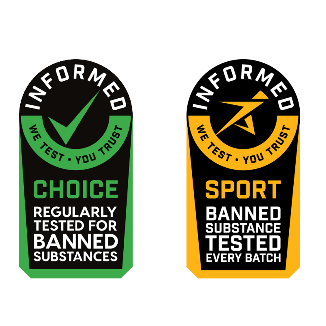 INFORMED
WE TEST • YOU TRUST
CHOICE
REGULARLY
TESTED FOR
BANNED
SUBSTANCES
INFORMED
WE TEST • YOU TRUST
SPORT
BANNED
SUBSTANCE
TESTED
EVERY BATCH